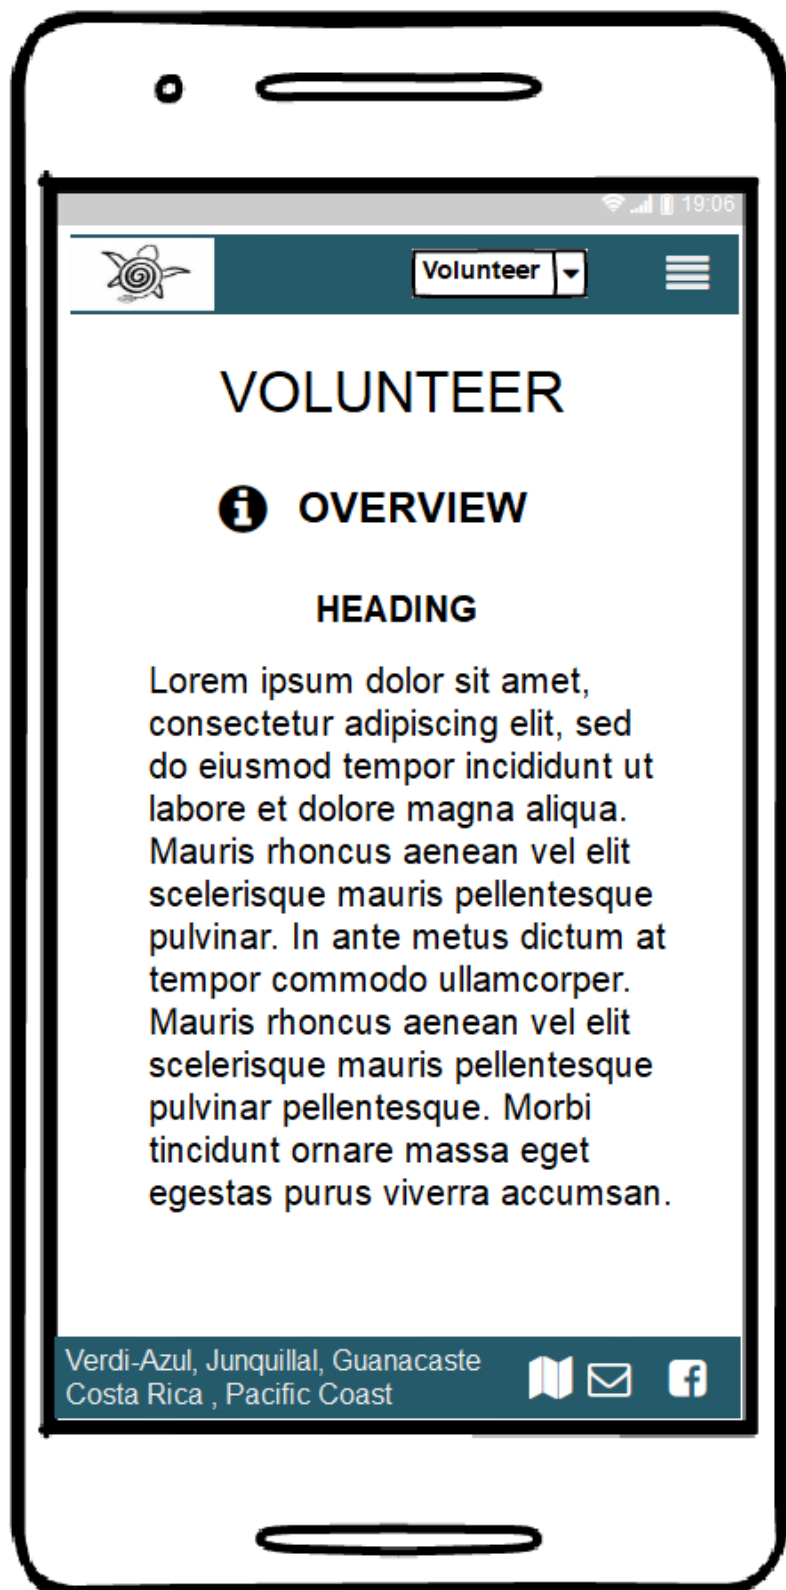 19:06
Volunteer
VOLUNTEER
OVERVIEW
HEADING
Lorem ipsum dolor sit amet,
consectetur adipiscing elit, sed
do eiusmod tempor incididunt ut
labore et dolore magna aliqua.
Mauris rhoncus aenean vel elit
scelerisque mauris pellentesque
pulvinar. In ante metus dictum at
tempor commodo ullamcorper.
Mauris rhoncus aenean vel elit
scelerisque mauris pellentesque
pulvinar pellentesque. Morbi
tincidunt ornare massa eget
egestas purus viverra accumsan.
Verdi-Azul, Junquillal, Guanacaste
Costa Rica , Pacific Coast